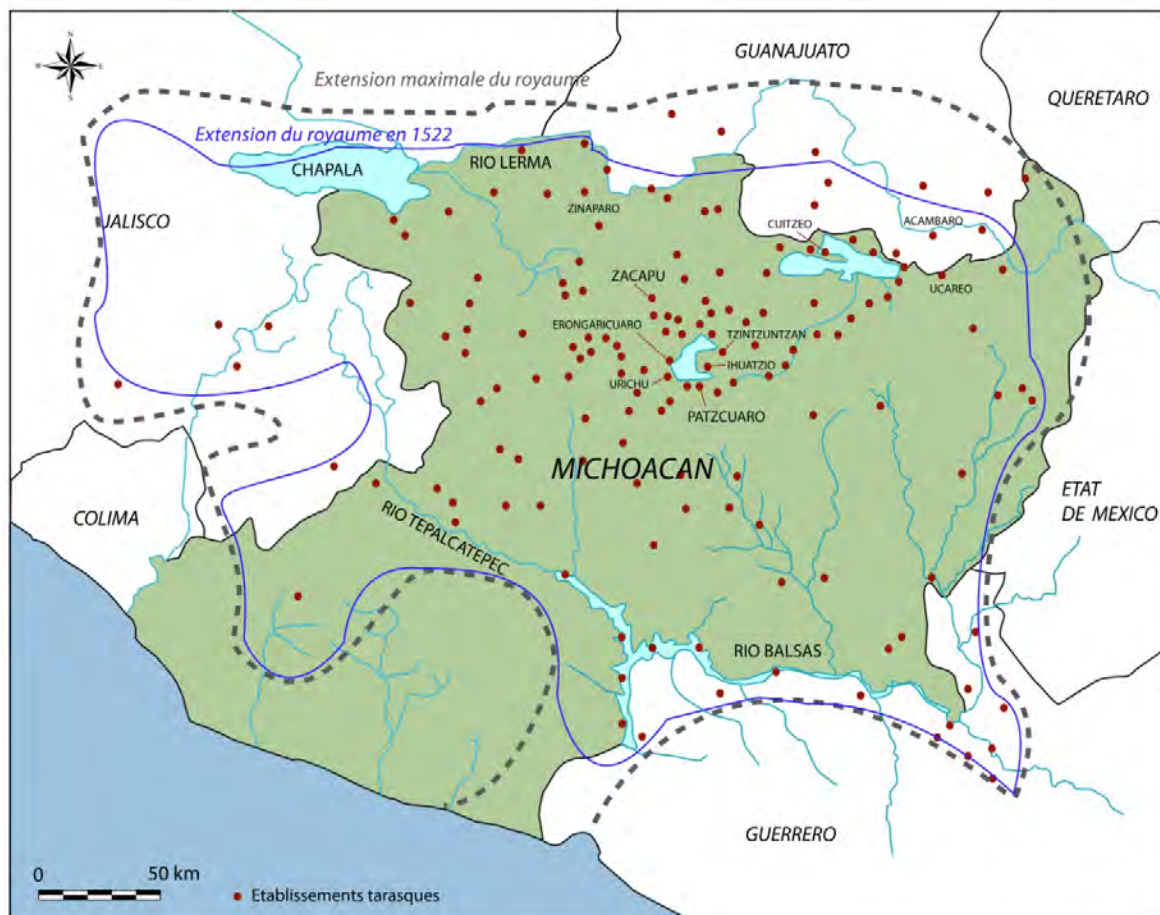 N
W
E
S
GUANAJUATO
Extension maximale du royaume
QUERETARO
Extension du royaume en 1522
CHAPALA
RIO LERMA
ZINAPARO
JALISCO
CUITZEO
ACAMBARO
ZACAPU
UCAREO
ERONGARICUARO
TZINTZUNTZAN
IHUATZIO
URICHU
PATZCUARO
MICHOACAN
ETAT
DE MEXICO
COLIMA
RIO TEPALCATEPEC
RIO BALSAS
GUERRERO
0 50 km
Etablissements tarasques